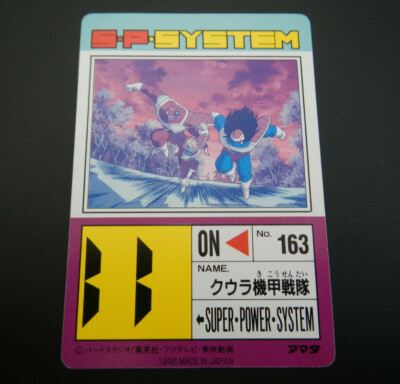 S·P·SYSTEM
ON ◀ No. 163
NAME.
き こうせんたい
クウラ機甲戦隊
←SUPER·POWER·SYSTEM
©バードスタジオ/集英社・フジテレビ・東映動画
アマダ
1996 MADE IN JAPAN